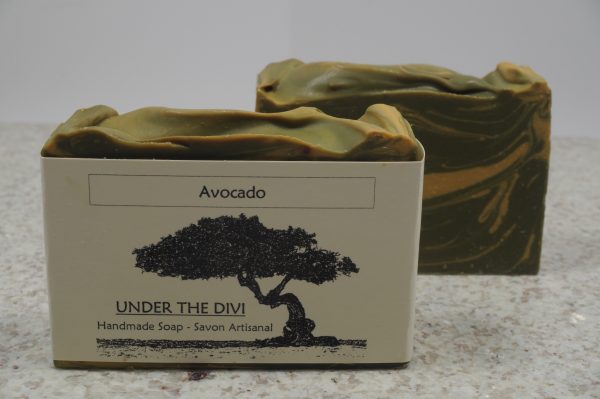 Avocado
UNDER THE DIVI
Handmade Soap - Savon Artisanal